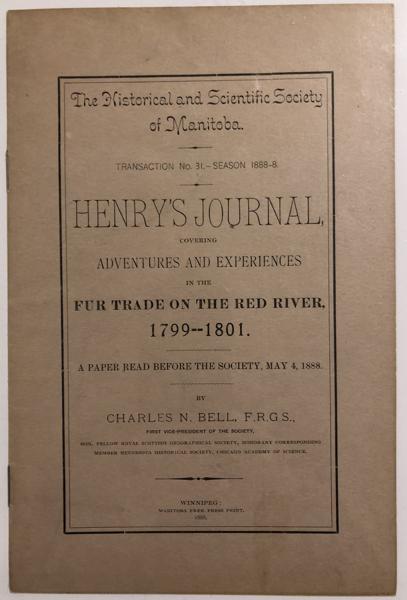 The Historical and Scientific Society
of Manitoba.
TRANSACTION No. 31.—SEASON 1888-8.
HENRY'S JOURNAL,
COVERING
ADVENTURES AND EXPERIENCES
IN THE
FUR TRADE ON THE RED RIVER,
1799--1801.
A PAPER READ BEFORE THE SOCIETY, MAY 4, 1888.
BY
CHARLES N. BELL, F.R.G.S.,
FIRST VICE-PRESIDENT OF THE SOCIETY,
HON. FELLOW ROYAL SCOTTISH GEOGRAPHICAL SOCIETY, HONORARY CORRESPONDING
MEMBER MINNESOTA HISTORICAL SOCIETY, CHICAGO ACADEMY OF SCIENCE.
WINNIPEG:
MANITOBA FREE PRESS PRINT.
1888.